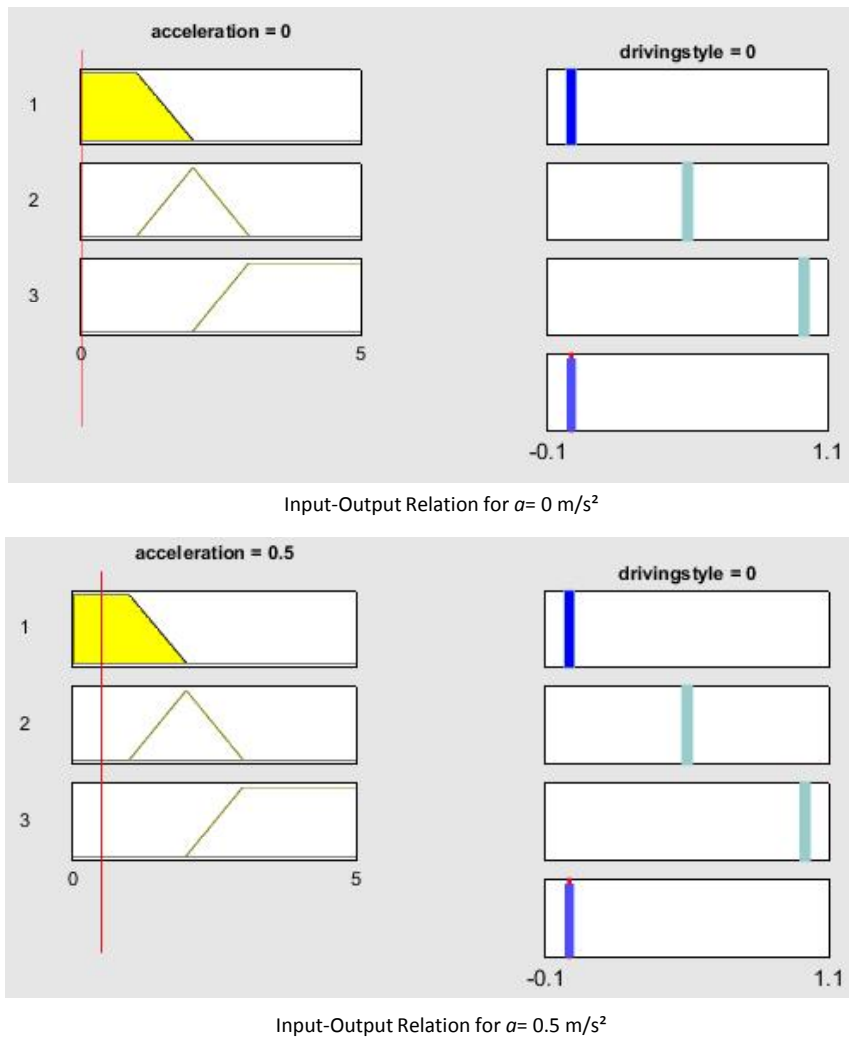 acceleration = 0
drivingstyle = 0
1
2
3
0
5
-0.1
1.1
Input-Output Relation for a= 0 m/s²
acceleration = 0.5
drivingstyle = 0
1
2
3
0
5
-0.1
1.1
Input-Output Relation for a= 0.5 m/s²